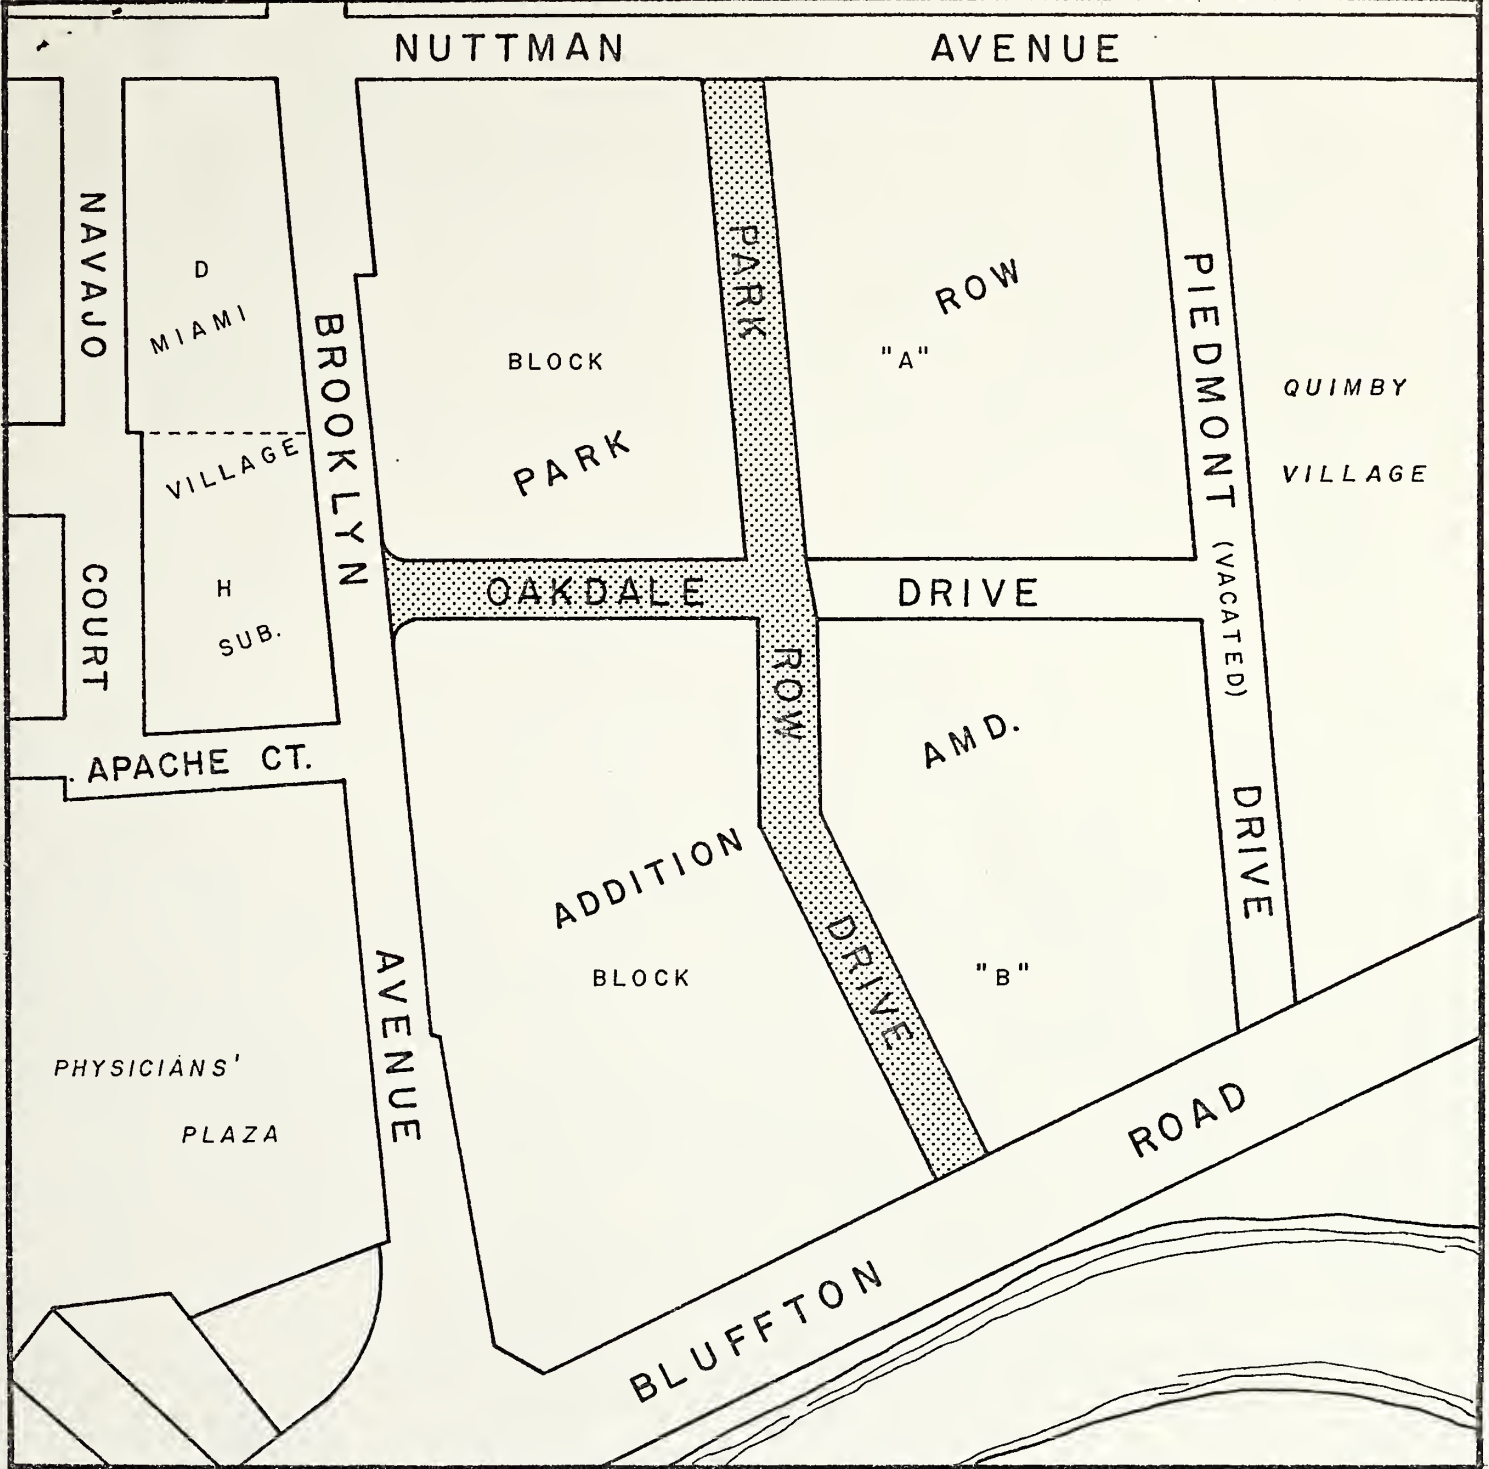 NUTTMAN AVENUE
NAVAJO COURT
D
MIAMI
VILLAGE
H
SUB.
BROOKLYN AVENUE
BLOCK "A"
PARK ROW
ADDITION AMD.
BLOCK "B"
PARK ROW DRIVE
OAKDALE DRIVE
PIEDMONT (VACATED) DRIVE
QUIMBY
VILLAGE
APACHE CT.
PHYSICIANS'
PLAZA
BLUFFTON ROAD